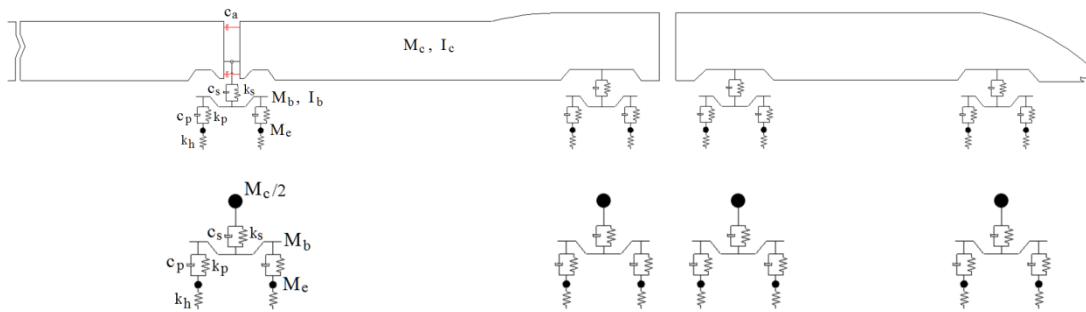 c_a
M_c , I_c
c_s k_s
M_b, I_b
c_p k_p
M_e
k_h
M_c/2
c_s k_s
M_b
c_p k_p
M_e
k_h